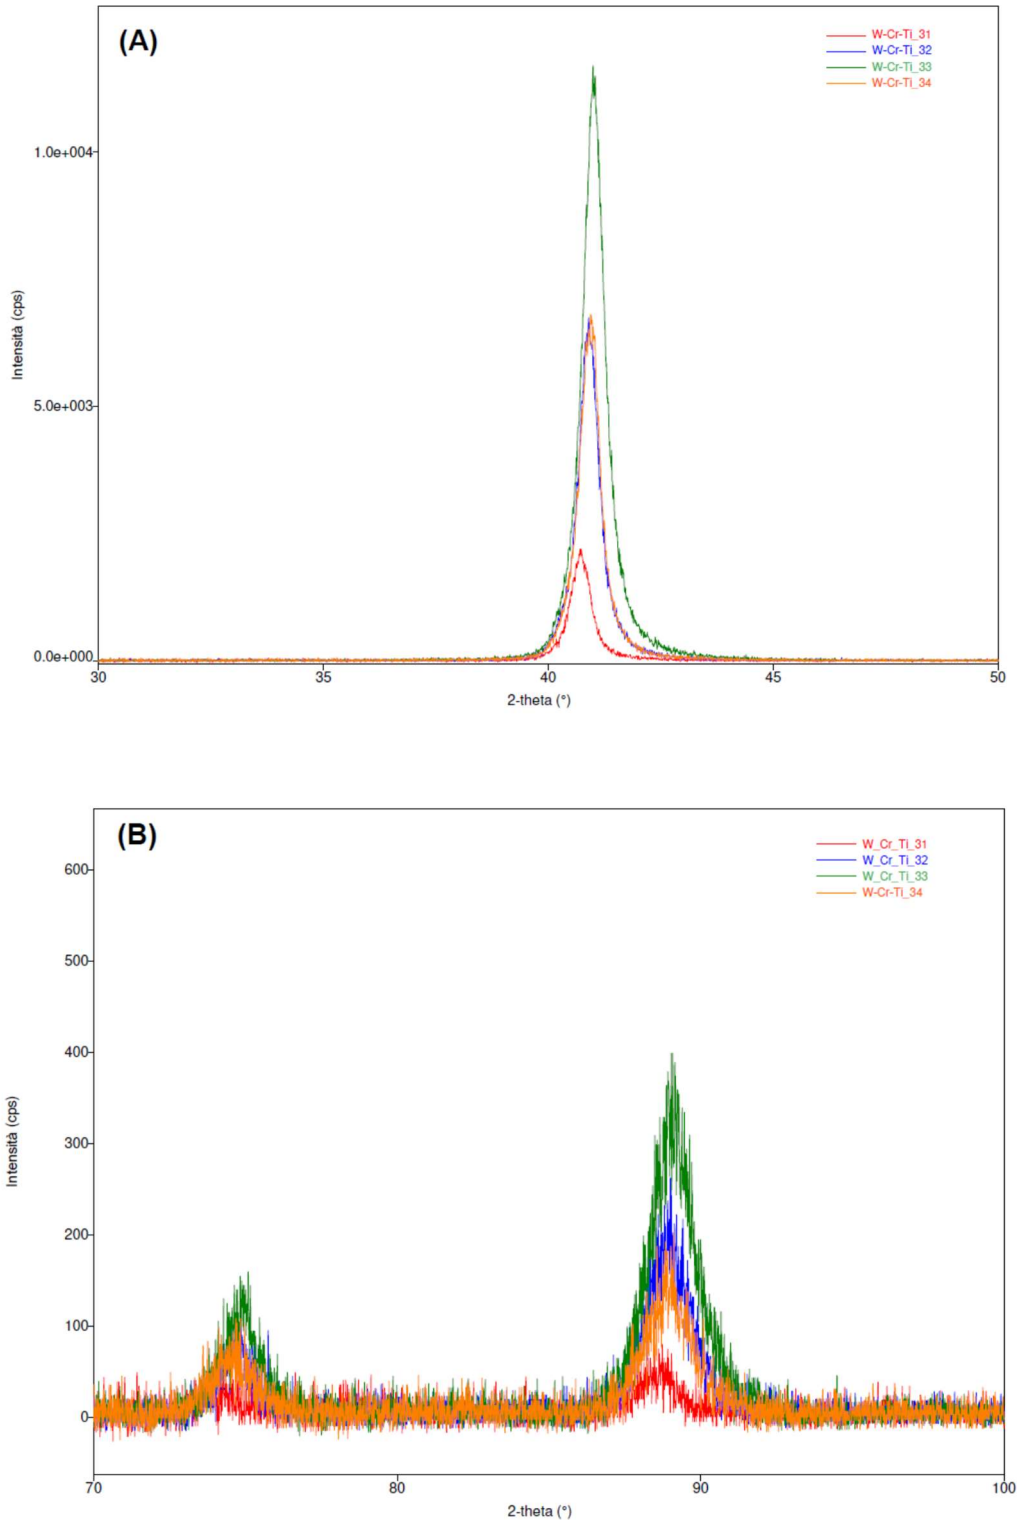 (A)
W-Cr-Ti_31
W-Cr-Ti_32
W-Cr-Ti_33
W-Cr-Ti_34
1.0e+004
5.0e+003
0.0e+000
Intensità (cps)
30 35 40 45 50
2-theta (°)
(B)
W_Cr_Ti_31
W_Cr_Ti_32
W_Cr_Ti_33
W-Cr-Ti_34
600
500
400
300
200
100
0
Intensità (cps)
70 80 90 100
2-theta (°)